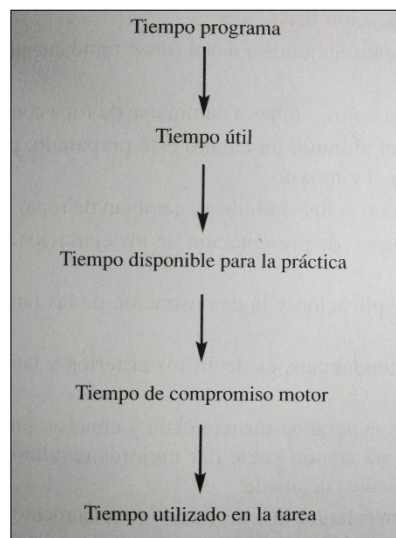 Tiempo programa
Tiempo útil
Tiempo disponible para la práctica
Tiempo de compromiso motor
Tiempo utilizado en la tarea